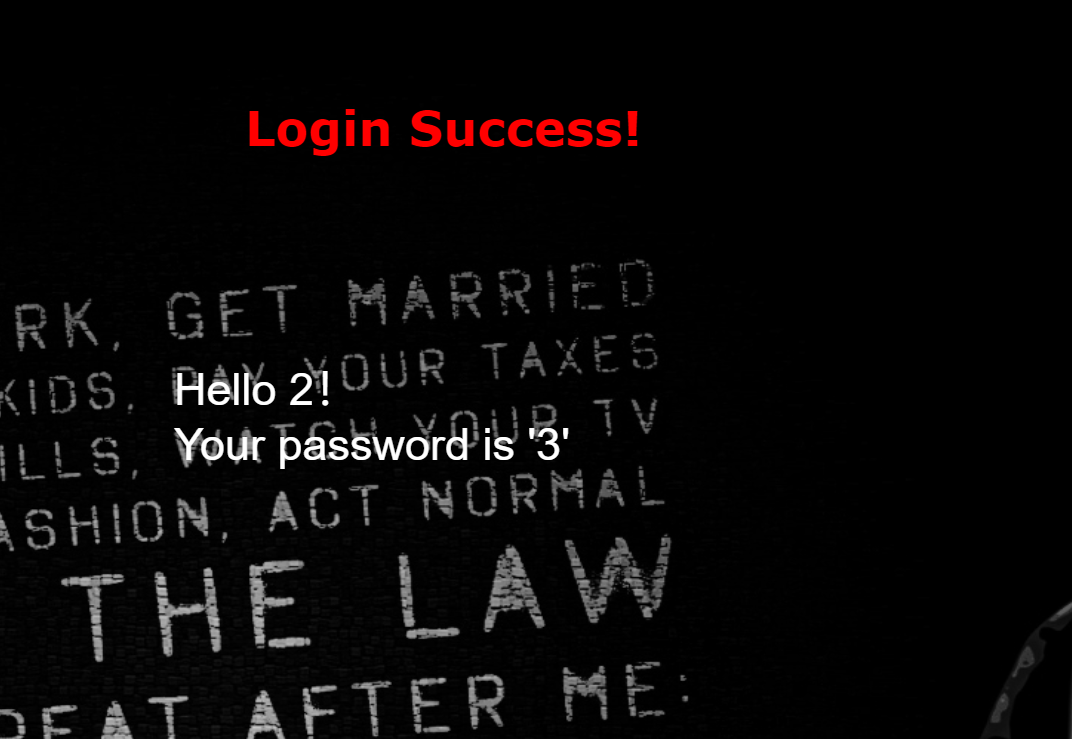 Login Success!
RK, GET MARRIED
KIDS, PAY YOUR TAXES
Hello 2!
ILLS, WATCH YOUR TV
Your password is '3'
ASHION, ACT NORMAL
THE LAW
PEAT AFTER ME: